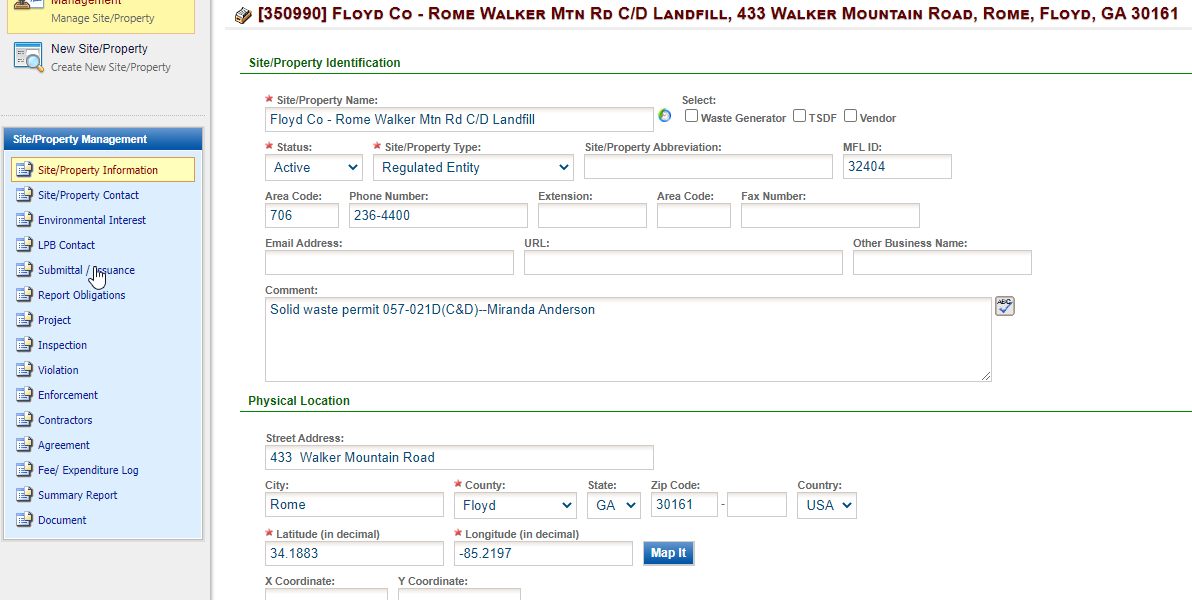 Management
Manage Site/Property
New Site/Property
Create New Site/Property
Site/Property Management
Site/Property Information
Site/Property Contact
Environmental Interest
LPB Contact
Submittal / Issuance
Report Obligations
Project
Inspection
Violation
Enforcement
Contractors
Agreement
Fee/ Expenditure Log
Summary Report
Document
[350990] Floyd Co - Rome Walker Mtn Rd C/D Landfill, 433 Walker Mountain Road, Rome, Floyd, GA 30161
Site/Property Identification
* Site/Property Name: Select:
Floyd Co - Rome Walker Mtn Rd C/D Landfill Waste Generator TSDF Vendor
* Status: * Site/Property Type: Site/Property Abbreviation: MFL ID:
Active Regulated Entity 32404
Area Code: Phone Number: Extension: Area Code: Fax Number:
706 236-4400
Email Address: URL: Other Business Name:
Comment:
Solid waste permit 057-021D(C&D)--Miranda Anderson
ABC
Physical Location
Street Address:
433  Walker Mountain Road
City: * County: State: Zip Code: Country:
Rome Floyd GA 30161 - USA
* Latitude (in decimal) * Longitude (in decimal)
34.1883 -85.2197 Map It
X Coordinate: Y Coordinate: